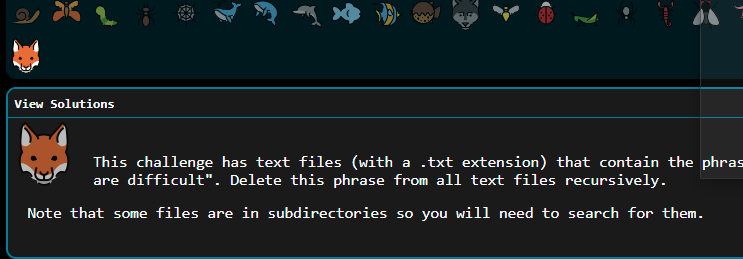 View Solutions
This challenge has text files (with a .txt extension) that contain the
are difficult". Delete this phrase from all text files recursively.
Note that some files are in subdirectories so you will need to search for them.